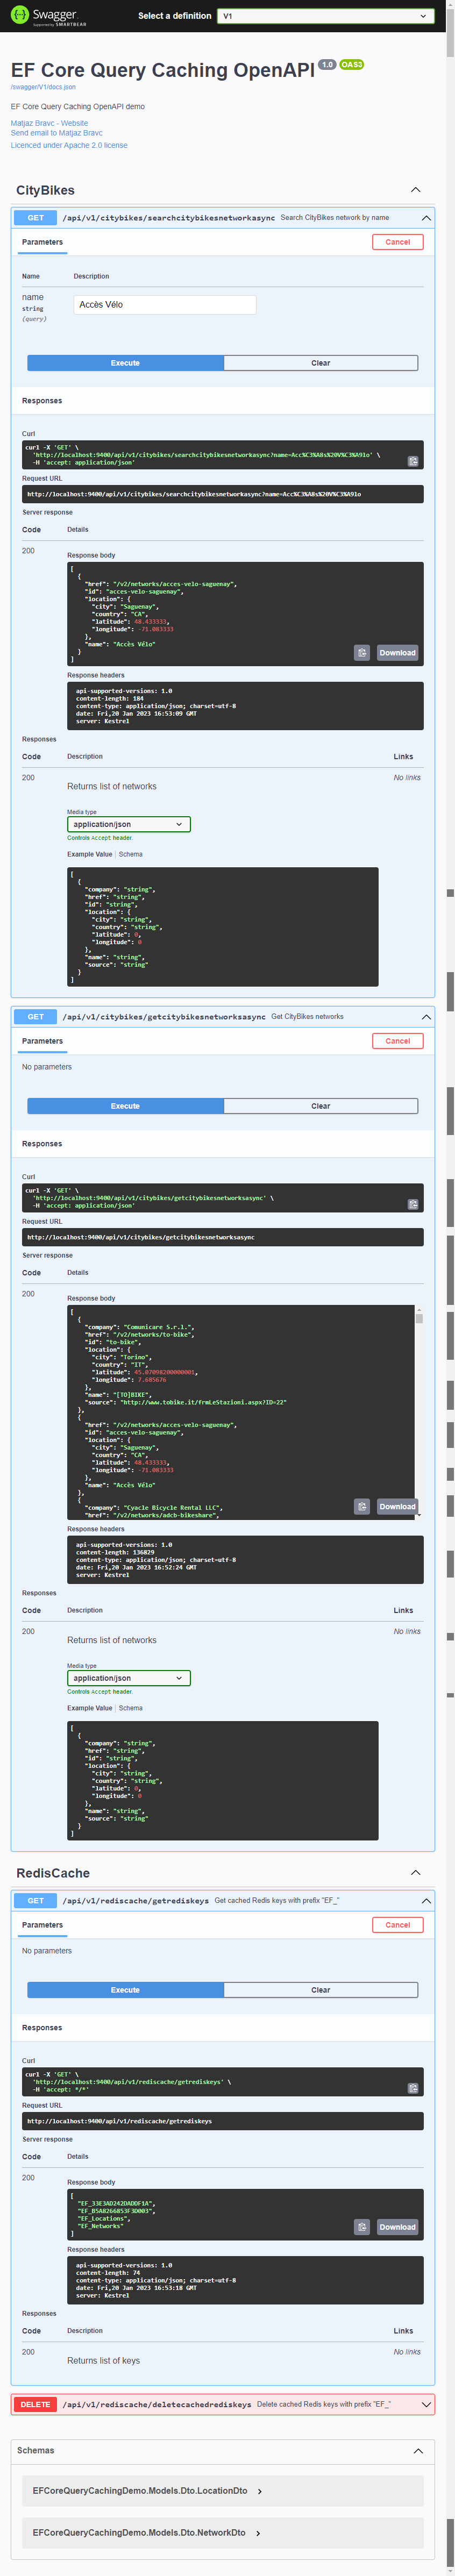 Swagger
Supported by SMARTBEAR
Select a definition
V1
EF Core Query Caching OpenAPI 1.0 OAS3
/swagger/V1/docs.json
EF Core Query Caching OpenAPI demo
Matjaz Bravc - Website
Send email to Matjaz Bravc
Licenced under Apache 2.0 license
CityBikes
GET /api/v1/citybikes/searchcitybikesnetworkasync Search CityBikes network by name
Parameters Cancel
Name Description
name
string
(query)
Accès Vélo
Execute Clear
Responses
Curl
curl -X 'GET' \
'http://localhost:9400/api/v1/citybikes/searchcitybikesnetworkasync?name=Acc%C3%A8s%20V%C3%A9lo' \
-H 'accept: application/json'
Request URL
http://localhost:9400/api/v1/citybikes/searchcitybikesnetworkasync?name=Acc%C3%A8s%20V%C3%A9lo
Server response
Code Details
200
Response body
[
{
"href": "/v2/networks/acces-velo-saguenay",
"id": "acces-velo-saguenay",
"location": {
"city": "Saguenay",
"country": "CA",
"latitude": 48.433333,
"longitude": -71.083333
},
"name": "Accès Vélo"
}
]
Download
Response headers
api-supported-versions: 1.0
content-length: 184
content-type: application/json; charset=utf-8
date: Fri,20 Jan 2023 16:53:09 GMT
server: Kestrel
Responses
Code Description Links
200
Returns list of networks
No links
Media type
application/json
Controls Accept header.
Example Value | Schema
[
{
"company": "string",
"href": "string",
"id": "string",
"location": {
"city": "string",
"country": "string",
"latitude": 0,
"longitude": 0
},
"name": "string",
"source": "string"
}
]
GET /api/v1/citybikes/getcitybikesnetworksasync Get CityBikes networks
Parameters Cancel
No parameters
Execute Clear
Responses
Curl
curl -X 'GET' \
'http://localhost:9400/api/v1/citybikes/getcitybikesnetworksasync' \
-H 'accept: application/json'
Request URL
http://localhost:9400/api/v1/citybikes/getcitybikesnetworksasync
Server response
Code Details
200
Response body
[
{
"company": "Comunicare S.r.l.",
"href": "/v2/networks/to-bike",
"id": "to-bike",
"location": {
"city": "Torino",
"country": "IT",
"latitude": 45.07098200000001,
"longitude": 7.685676
},
"name": "[TO]BIKE",
"source": "http://www.tobike.it/frmLeStazioni.aspx?ID=22"
},
{
"href": "/v2/networks/acces-velo-saguenay",
"id": "acces-velo-saguenay",
"location": {
"city": "Saguenay",
"country": "CA",
"latitude": 48.433333,
"longitude": -71.083333
},
"name": "Accès Vélo"
},
{
"company": "Cyacle Bicycle Rental LLC",
"href": "/v2/networks/adcb-bikeshare",
Download
Response headers
api-supported-versions: 1.0
content-length: 136829
content-type: application/json; charset=utf-8
date: Fri,20 Jan 2023 16:52:24 GMT
server: Kestrel
Responses
Code Description Links
200
Returns list of networks
No links
Media type
application/json
Controls Accept header.
Example Value | Schema
[
{
"company": "string",
"href": "string",
"id": "string",
"location": {
"city": "string",
"country": "string",
"latitude": 0,
"longitude": 0
},
"name": "string",
"source": "string"
}
]
RedisCache
GET /api/v1/rediscache/getrediskeys Get cached Redis keys with prefix "EF_"
Parameters Cancel
No parameters
Execute Clear
Responses
Curl
curl -X 'GET' \
'http://localhost:9400/api/v1/rediscache/getrediskeys' \
-H 'accept: */*'
Request URL
http://localhost:9400/api/v1/rediscache/getrediskeys
Server response
Code Details
200
Response body
[
"EF_33E3AD242DADDF1A",
"EF_B5AB266853F3D003",
"EF_Locations",
"EF_Networks"
]
Download
Response headers
api-supported-versions: 1.0
content-length: 74
content-type: application/json; charset=utf-8
date: Fri,20 Jan 2023 16:53:18 GMT
server: Kestrel
Responses
Code Description Links
200
Returns list of keys
No links
DELETE /api/v1/rediscache/deletecachedrediskeys Delete cached Redis keys with prefix "EF_"
Schemas
EFCoreQueryCachingDemo.Models.Dto.LocationDto
EFCoreQueryCachingDemo.Models.Dto.NetworkDto